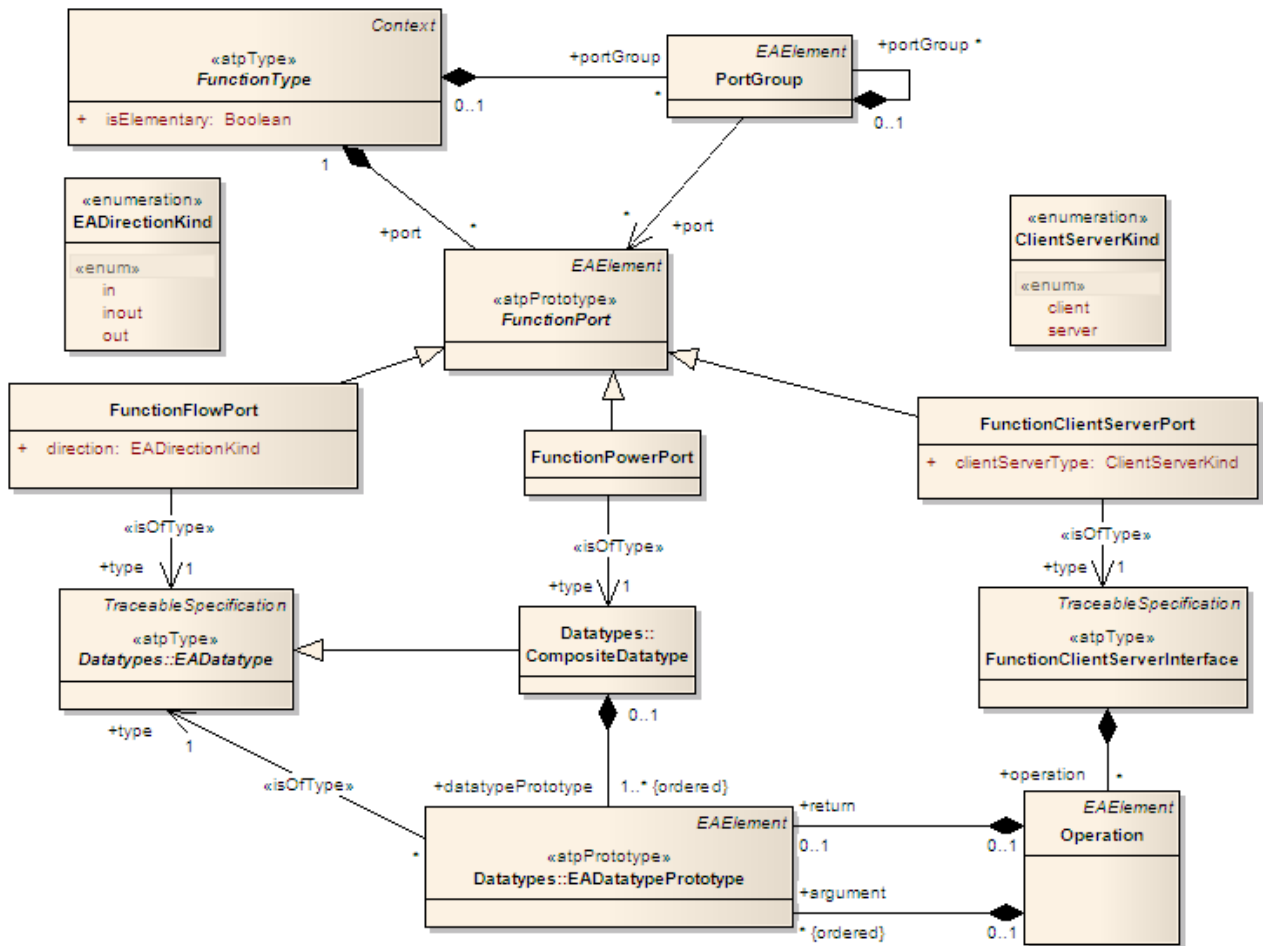 Context
«atpType»
FunctionType
+ isElementary: Boolean
+portGroup
*
0..1
EAElement
PortGroup
+portGroup *
0..1
1
+port
*
*
+port
«enumeration»
EADirectionKind
«enum»
in
inout
out
«enumeration»
ClientServerKind
«enum»
client
server
EAElement
«atpPrototype»
FunctionPort
FunctionFlowPort
+ direction: EADirectionKind
FunctionPowerPort
FunctionClientServerPort
+ clientServerType: ClientServerKind
«isOfType»
+type
1
«isOfType»
+type
1
«isOfType»
+type
1
TraceableSpecification
«atpType»
Datatypes::EADatatype
Datatypes::
CompositeDatatype
TraceableSpecification
«atpType»
FunctionClientServerInterface
+type
1
«isOfType»
*
0..1
+datatypePrototype
1..* {ordered}
+operation
*
EAElement
«atpPrototype»
Datatypes::EADatatypePrototype
+return
0..1
0..1
+argument
* {ordered}
0..1
EAElement
Operation